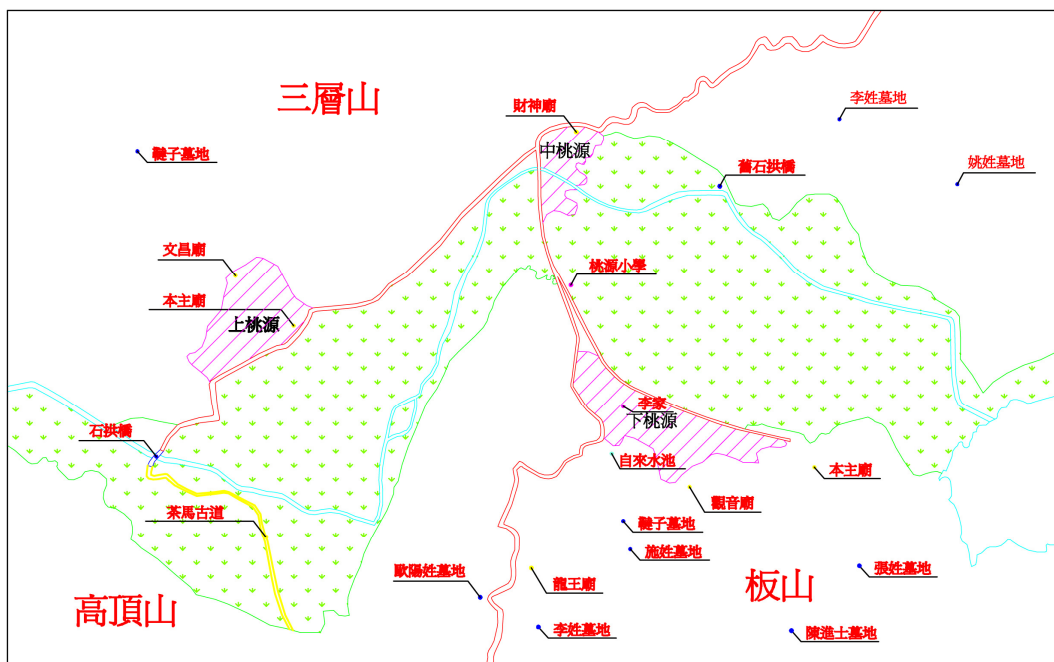 三層山
財神廟
李姓墓地
中桃源
韃子墓地
舊石拱橋
姚姓墓地
文昌廟
桃源小學
本主廟
上桃源
李家
下桃源
石拱橋
自來水池
本主廟
觀音廟
茶馬古道
韃子墓地
施姓墓地
歐陽姓墓地
龍王廟
板山
張姓墓地
高頂山
李姓墓地
陳進士墓地